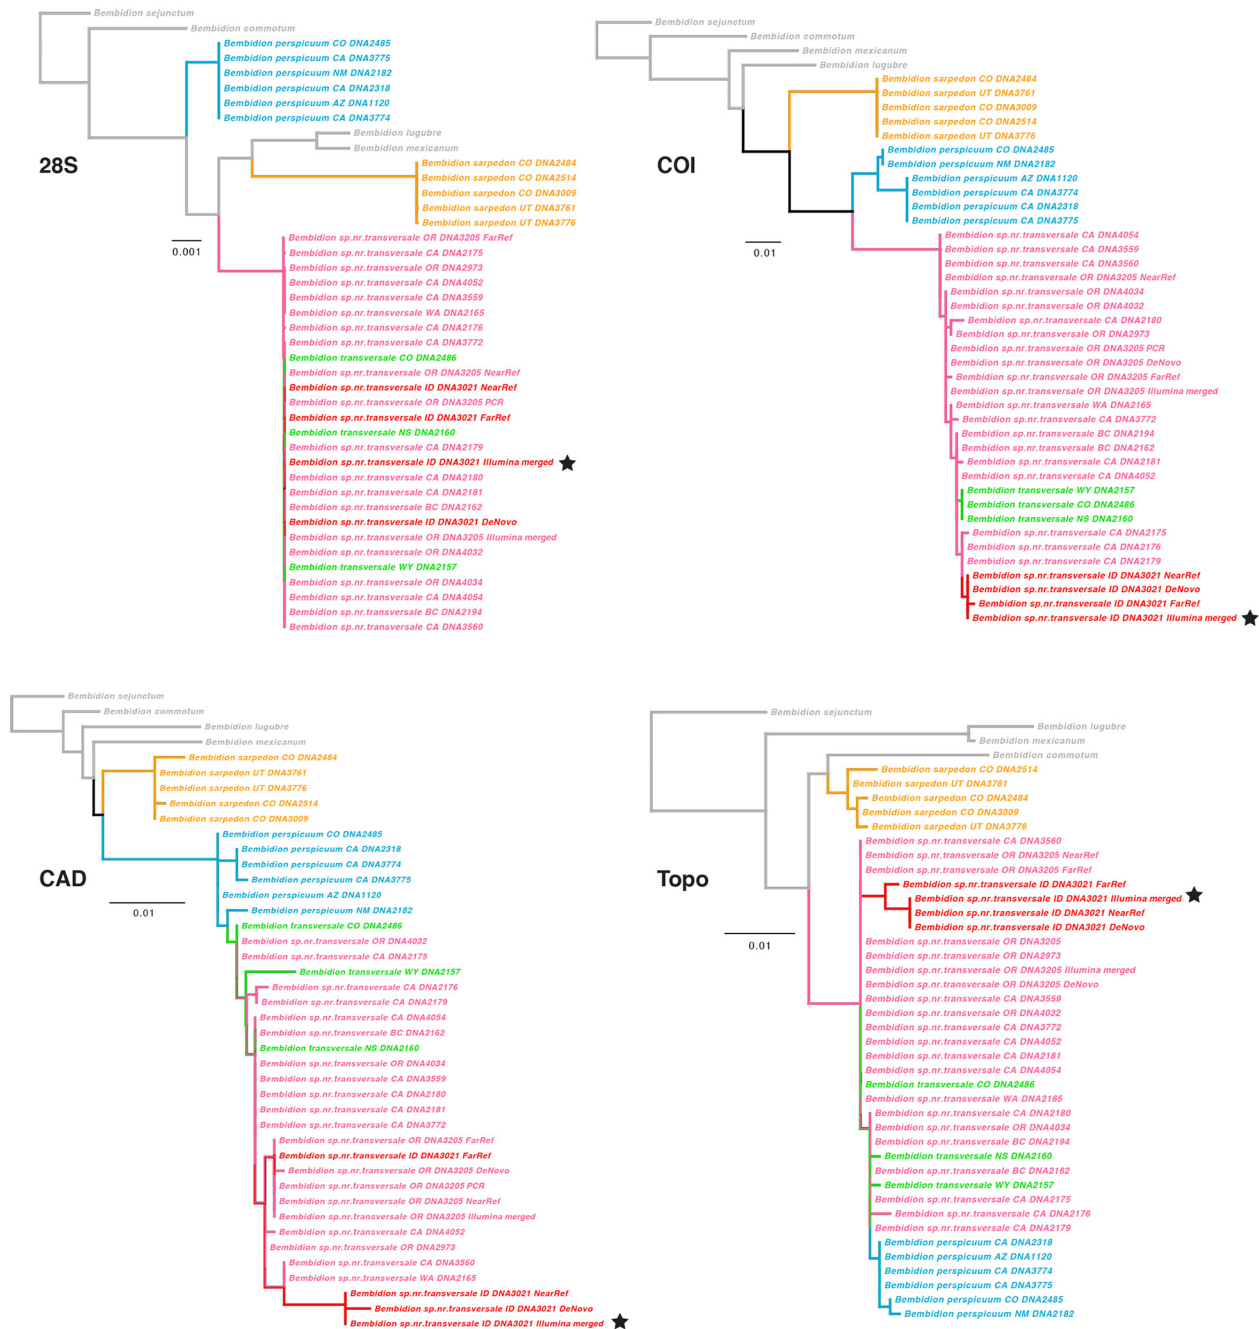 Bembidion sejunctum
Bembidion commotum
Bembidion perspicuum CO DNA2485
Bembidion perspicuum CA DNA3775
Bembidion perspicuum NM DNA2182
Bembidion perspicuum CA DNA2318
Bembidion perspicuum AZ DNA1120
Bembidion perspicuum CA DNA3774
Bembidion lugubre
Bembidion mexicanum
28S
Bembidion sarpedon CO DNA2484
Bembidion sarpedon CO DNA2514
Bembidion sarpedon CO DNA3009
Bembidion sarpedon UT DNA3761
Bembidion sarpedon UT DNA3776
0.001
Bembidion sp.nr.transversale OR DNA3205 FarRef
Bembidion sp.nr.transversale CA DNA2175
Bembidion sp.nr.transversale OR DNA2973
Bembidion sp.nr.transversale CA DNA4052
Bembidion sp.nr.transversale CA DNA3559
Bembidion sp.nr.transversale WA DNA2165
Bembidion sp.nr.transversale CA DNA2176
Bembidion sp.nr.transversale CA DNA3772
Bembidion transversale CO DNA2486
Bembidion sp.nr.transversale OR DNA3205 NearRef
Bembidion sp.nr.transversale ID DNA3021 NearRef
Bembidion sp.nr.transversale OR DNA3205 PCR
Bembidion sp.nr.transversale ID DNA3021 FarRef
Bembidion transversale NS DNA2160
Bembidion sp.nr.transversale CA DNA2179
Bembidion sp.nr.transversale ID DNA3021 Illumina merged
Bembidion sp.nr.transversale CA DNA2180
Bembidion sp.nr.transversale CA DNA2181
Bembidion sp.nr.transversale BC DNA2162
Bembidion sp.nr.transversale ID DNA3021 DeNovo
Bembidion sp.nr.transversale OR DNA3205 Illumina merged
Bembidion sp.nr.transversale OR DNA4032
Bembidion transversale WY DNA2157
Bembidion sp.nr.transversale OR DNA4034
Bembidion sp.nr.transversale CA DNA4054
Bembidion sp.nr.transversale BC DNA2194
Bembidion sp.nr.transversale CA DNA3560
Bembidion sejunctum
Bembidion commotum
Bembidion mexicanum
Bembidion lugubre
Bembidion sarpedon CO DNA2484
Bembidion sarpedon UT DNA3761
Bembidion sarpedon CO DNA3009
Bembidion sarpedon CO DNA2514
Bembidion sarpedon UT DNA3776
Bembidion perspicuum CO DNA2485
COI
Bembidion perspicuum NM DNA2182
Bembidion perspicuum AZ DNA1120
Bembidion perspicuum CA DNA3774
Bembidion perspicuum CA DNA2318
Bembidion perspicuum CA DNA3775
0.01
Bembidion sp.nr.transversale CA DNA4054
Bembidion sp.nr.transversale CA DNA3559
Bembidion sp.nr.transversale CA DNA3560
Bembidion sp.nr.transversale OR DNA3205 NearRef
Bembidion sp.nr.transversale OR DNA4034
Bembidion sp.nr.transversale OR DNA4032
Bembidion sp.nr.transversale CA DNA2180
Bembidion sp.nr.transversale OR DNA2973
Bembidion sp.nr.transversale OR DNA3205 PCR
Bembidion sp.nr.transversale OR DNA3205 DeNovo
Bembidion sp.nr.transversale OR DNA3205 FarRef
Bembidion sp.nr.transversale OR DNA3205 Illumina merged
Bembidion sp.nr.transversale WA DNA2165
Bembidion sp.nr.transversale CA DNA3772
Bembidion sp.nr.transversale BC DNA2194
Bembidion sp.nr.transversale BC DNA2162
Bembidion sp.nr.transversale CA DNA2181
Bembidion sp.nr.transversale CA DNA4052
Bembidion transversale WY DNA2157
Bembidion transversale CO DNA2486
Bembidion transversale NS DNA2160
Bembidion sp.nr.transversale CA DNA2175
Bembidion sp.nr.transversale CA DNA2176
Bembidion sp.nr.transversale CA DNA2179
Bembidion sp.nr.transversale ID DNA3021 NearRef
Bembidion sp.nr.transversale ID DNA3021 DeNovo
Bembidion sp.nr.transversale ID DNA3021 FarRef
Bembidion sp.nr.transversale ID DNA3021 Illumina merged
Bembidion sejunctum
Bembidion commotum
Bembidion lugubre
Bembidion mexicanum
Bembidion sarpedon CO DNA2484
Bembidion sarpedon UT DNA3761
Bembidion sarpedon UT DNA3776
Bembidion sarpedon CO DNA2514
Bembidion sarpedon CO DNA3009
Bembidion perspicuum CO DNA2485
Bembidion perspicuum CA DNA2318
Bembidion perspicuum CA DNA3774
CAD
Bembidion perspicuum CA DNA3775
Bembidion perspicuum AZ DNA1120
0.01
Bembidion perspicuum NM DNA2182
Bembidion transversale CO DNA2486
Bembidion sp.nr.transversale OR DNA4032
Bembidion sp.nr.transversale CA DNA2175
Bembidion transversale WY DNA2157
Bembidion sp.nr.transversale CA DNA2176
Bembidion sp.nr.transversale CA DNA2179
Bembidion sp.nr.transversale CA DNA4054
Bembidion sp.nr.transversale BC DNA2162
Bembidion transversale NS DNA2160
Bembidion sp.nr.transversale OR DNA4034
Bembidion sp.nr.transversale CA DNA3559
Bembidion sp.nr.transversale CA DNA2180
Bembidion sp.nr.transversale CA DNA2181
Bembidion sp.nr.transversale CA DNA3772
Bembidion sp.nr.transversale OR DNA3205 FarRef
Bembidion sp.nr.transversale ID DNA3021 FarRef
Bembidion sp.nr.transversale OR DNA3205 DeNovo
Bembidion sp.nr.transversale OR DNA3205 PCR
Bembidion sp.nr.transversale OR DNA3205 NearRef
Bembidion sp.nr.transversale OR DNA3205 Illumina merged
Bembidion sp.nr.transversale CA DNA4052
Bembidion sp.nr.transversale OR DNA2973
Bembidion sp.nr.transversale CA DNA3560
Bembidion sp.nr.transversale WA DNA2165
Bembidion sp.nr.transversale ID DNA3021 NearRef
Bembidion sp.nr.transversale ID DNA3021 DeNovo
Bembidion sp.nr.transversale ID DNA3021 Illumina merged
Bembidion sejunctum
Bembidion lugubre
Bembidion mexicanum
Bembidion commotum
Bembidion sarpedon CO DNA2514
Bembidion sarpedon UT DNA3761
Bembidion sarpedon CO DNA2484
Bembidion sarpedon CO DNA3009
Bembidion sarpedon UT DNA3776
Bembidion sp.nr.transversale CA DNA3560
Bembidion sp.nr.transversale OR DNA3205 NearRef
Bembidion sp.nr.transversale OR DNA3205 FarRef
Topo
Bembidion sp.nr.transversale ID DNA3021 FarRef
Bembidion sp.nr.transversale ID DNA3021 Illumina merged
Bembidion sp.nr.transversale ID DNA3021 NearRef
Bembidion sp.nr.transversale ID DNA3021 DeNovo
0.01
Bembidion sp.nr.transversale OR DNA3205
Bembidion sp.nr.transversale OR DNA2973
Bembidion sp.nr.transversale OR DNA3205 Illumina merged
Bembidion sp.nr.transversale OR DNA3205 DeNovo
Bembidion sp.nr.transversale CA DNA3559
Bembidion sp.nr.transversale OR DNA4032
Bembidion sp.nr.transversale CA DNA3772
Bembidion sp.nr.transversale CA DNA4052
Bembidion sp.nr.transversale CA DNA2181
Bembidion sp.nr.transversale CA DNA4054
Bembidion transversale CO DNA2486
Bembidion sp.nr.transversale WA DNA2165
Bembidion sp.nr.transversale CA DNA2180
Bembidion sp.nr.transversale OR DNA4034
Bembidion sp.nr.transversale BC DNA2194
Bembidion transversale NS DNA2160
Bembidion sp.nr.transversale BC DNA2162
Bembidion transversale WY DNA2157
Bembidion sp.nr.transversale CA DNA2175
Bembidion sp.nr.transversale CA DNA2176
Bembidion sp.nr.transversale CA DNA2179
Bembidion perspicuum CA DNA2318
Bembidion perspicuum AZ DNA1120
Bembidion perspicuum CA DNA3774
Bembidion perspicuum CA DNA3775
Bembidion perspicuum CO DNA2485
Bembidion perspicuum NM DNA2182